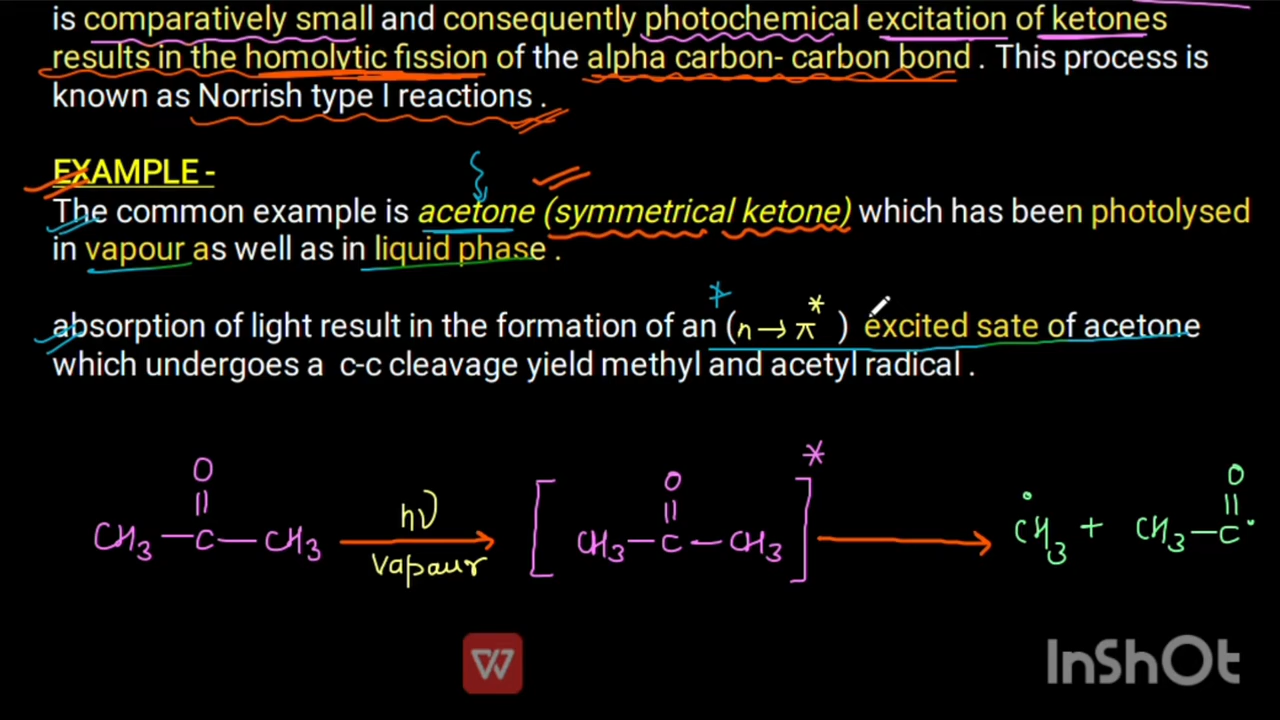 is comparatively small and consequently photochemical excitation of ketones
results in the homolytic fission of the alpha carbon- carbon bond . This process is
known as Norrish type I reactions .
EXAMPLE -
The common example is acetone (symmetrical ketone) which has been photolysed
in vapour as well as in liquid phase .
absorption of light result in the formation of an (n→π*) excited sate of acetone
which undergoes a c-c cleavage yield methyl and acetyl radical .
O O * O
|| hν || • ||
CH3—C—CH3 → [CH3—C—CH3] → CH3 + CH3—C•
vapaur
W
InShOt